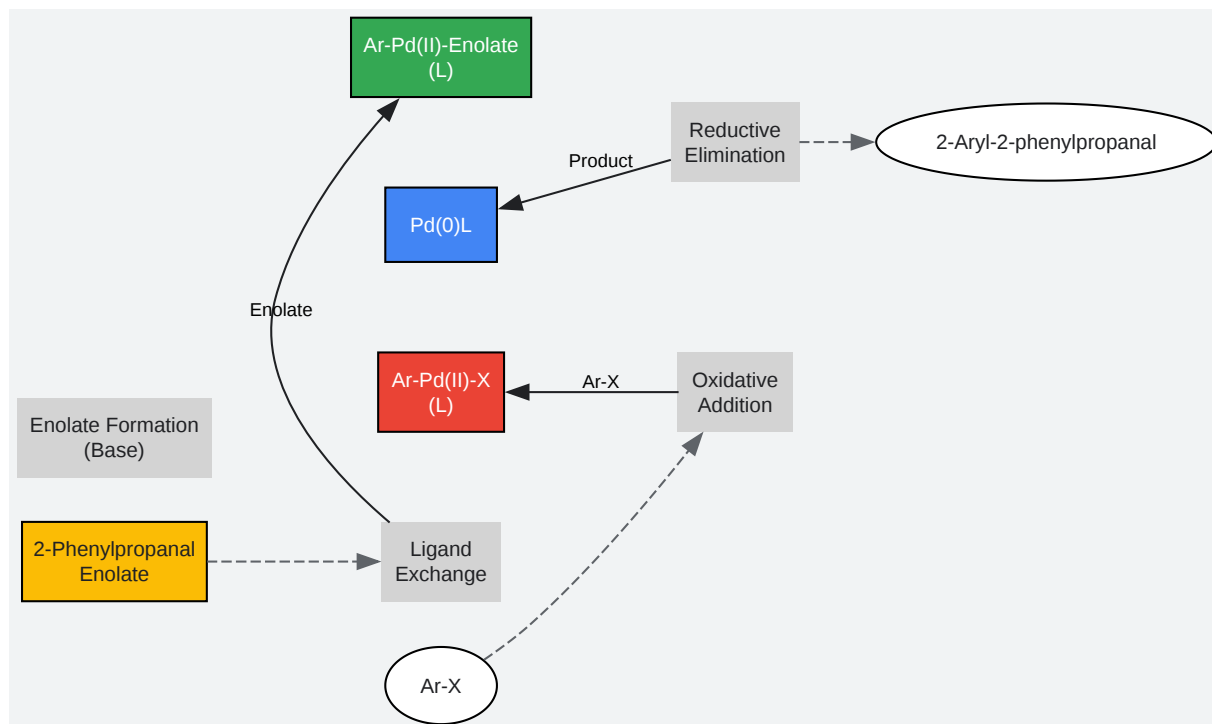 Ar-Pd(II)-Enolate
(L)
Reductive
Elimination
2-Aryl-2-phenylpropanal
Product
Pd(0)L
Enolate
Ar-Pd(II)-X
(L)
Ar-X
Oxidative
Addition
Enolate Formation
(Base)
2-Phenylpropanal
Enolate
Ligand
Exchange
Ar-X